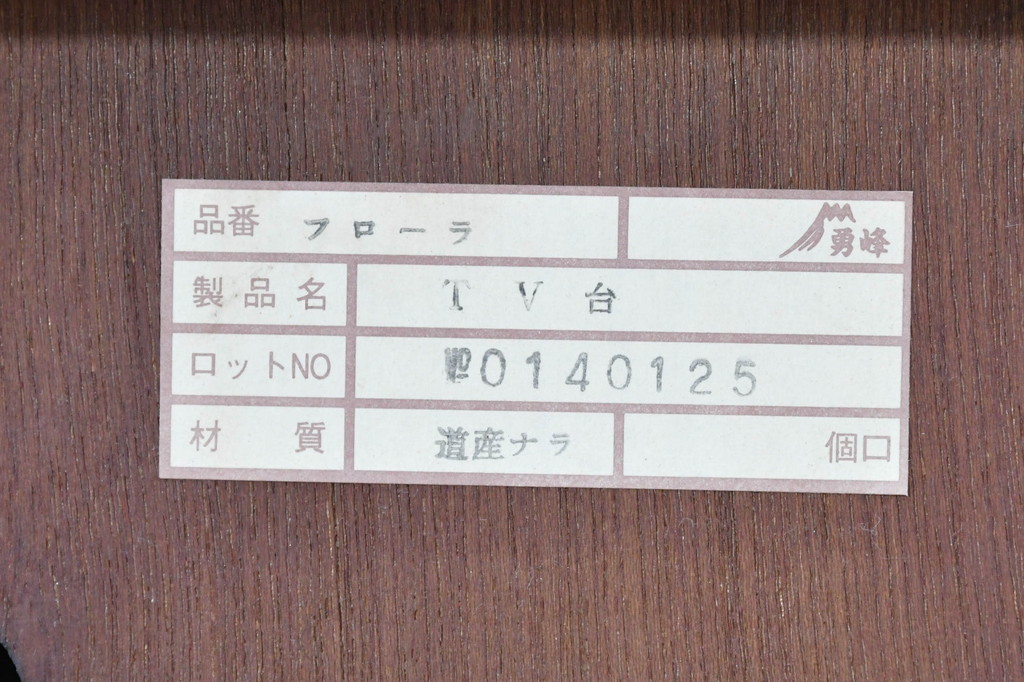 品番 フローラ 勇峰
製品名 TV台
ロットNO 0140125
材質 道産ナラ 個口